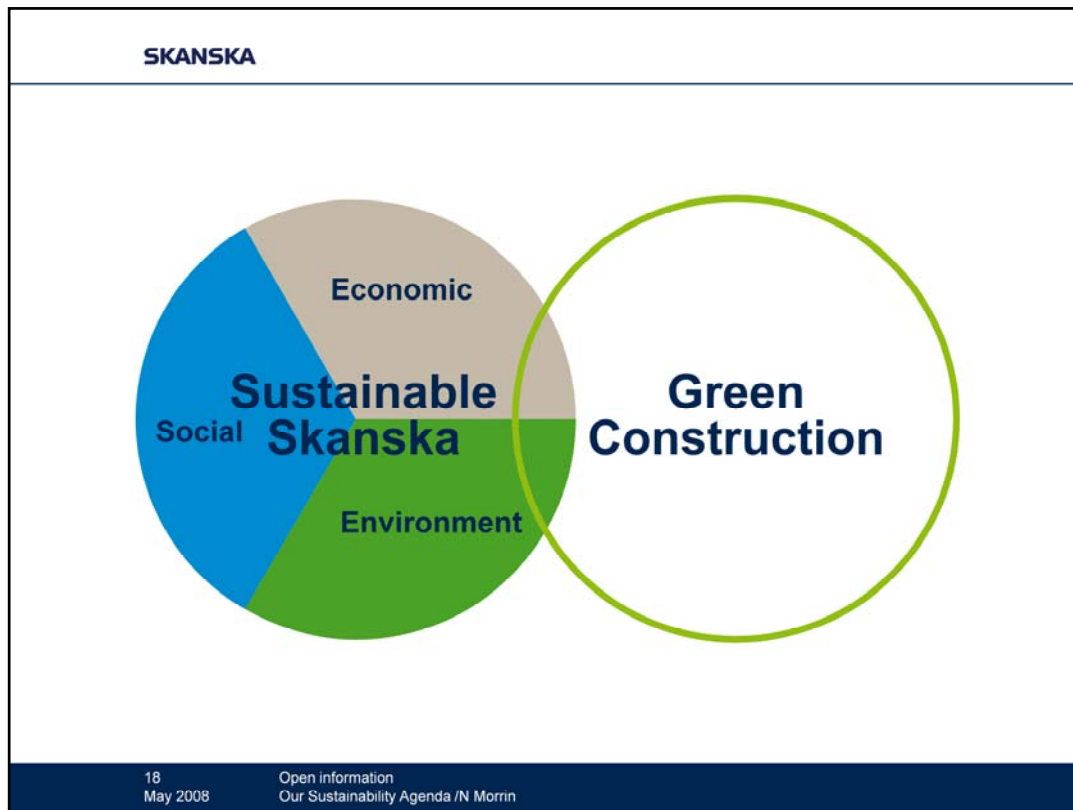 SKANSKA
Economic
Sustainable
Skanska
Social
Environment
Green
Construction
18
May 2008
Open information
Our Sustainability Agenda /N Morrin